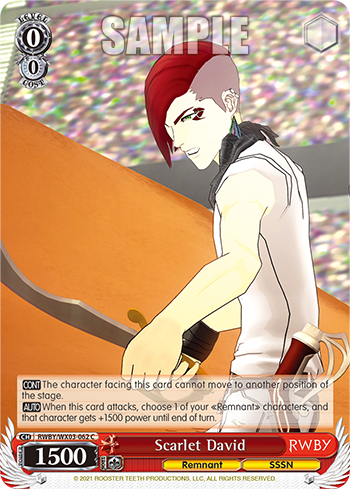 SAMPLE
LEVEL
0
0
COST
CONT The character facing this card cannot move to another position of
the stage.
AUTO When this card attacks, choose 1 of your «Remnant» characters, and
that character gets +1500 power until end of turn.
CH RWBY/WX03-062 C
POWER 1500
Scarlet David
RWBY
Remnant SSSN
© 2021 ROOSTER TEETH PRODUCTIONS, LLC, ALL RIGHTS RESERVED.